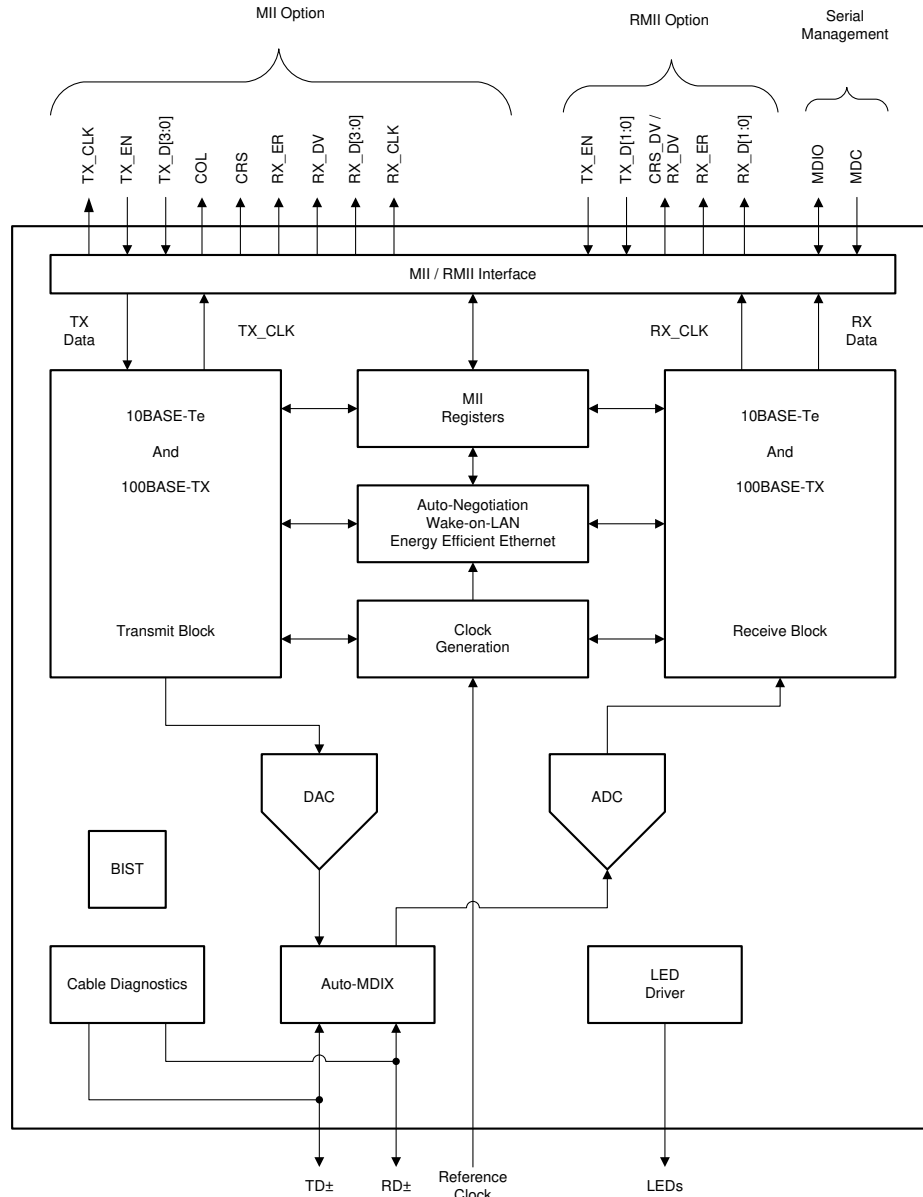 MII Option
RMII Option
Serial
Management
TX_CLK
TX_EN
TX_D[3:0]
COL
CRS
RX_ER
RX_DV
RX_D[3:0]
RX_CLK
TX_EN
TX_D[1:0]
CRS_DV /
RX_DV
RX_ER
RX_D[1:0]
MDIO
MDC
MII / RMII Interface
TX
Data
TX_CLK
RX_CLK
RX
Data
10BASE-Te
And
100BASE-TX
Transmit Block
MII
Registers
Auto-Negotiation
Wake-on-LAN
Energy Efficient Ethernet
Clock
Generation
10BASE-Te
And
100BASE-TX
Receive Block
DAC
ADC
BIST
Cable Diagnostics
Auto-MDIX
LED
Driver
TD±
RD±
Reference
Clock
LEDs